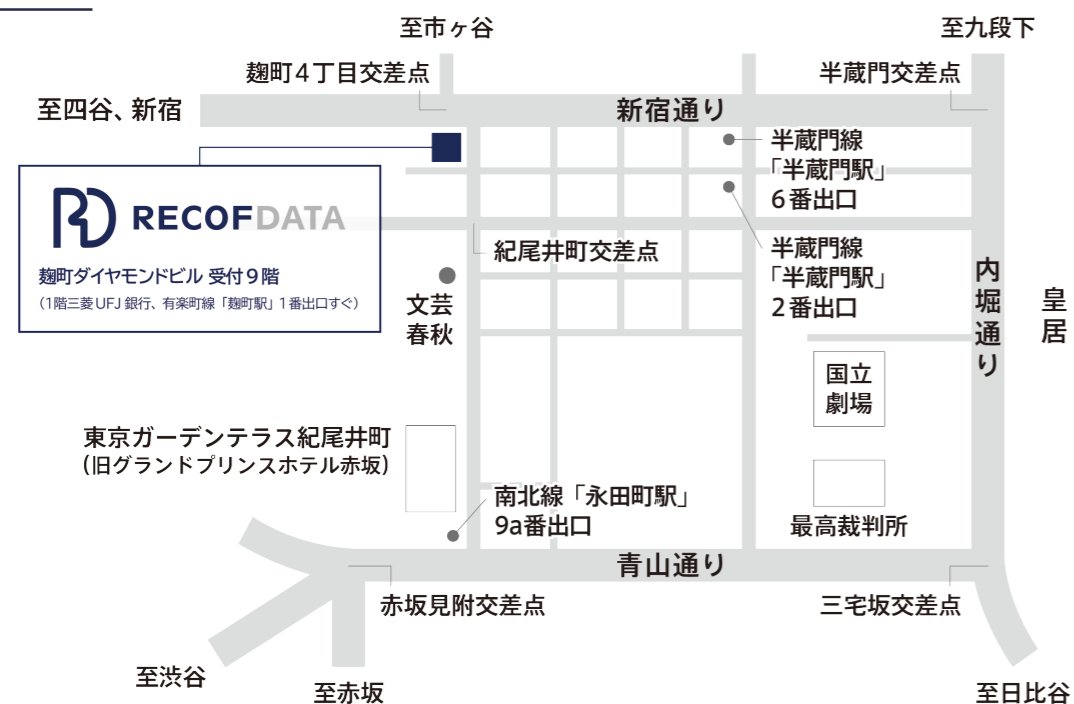 至市ヶ谷
至九段下
麹町4丁目交差点
半蔵門交差点
至四谷、新宿
新宿通り
半蔵門線
「半蔵門駅」
6番出口
RECOFDATA
麹町ダイヤモンドビル 受付9階
(1階三菱UFJ銀行、有楽町線「麹町駅」1番出口すぐ)
紀尾井町交差点
半蔵門線
「半蔵門駅」
2番出口
文芸
春秋
内堀通り
皇居
国立
劇場
東京ガーデンテラス紀尾井町
(旧グランドプリンスホテル赤坂)
南北線「永田町駅」
9a番出口
最高裁判所
青山通り
赤坂見附交差点
三宅坂交差点
至渋谷
至赤坂
至日比谷